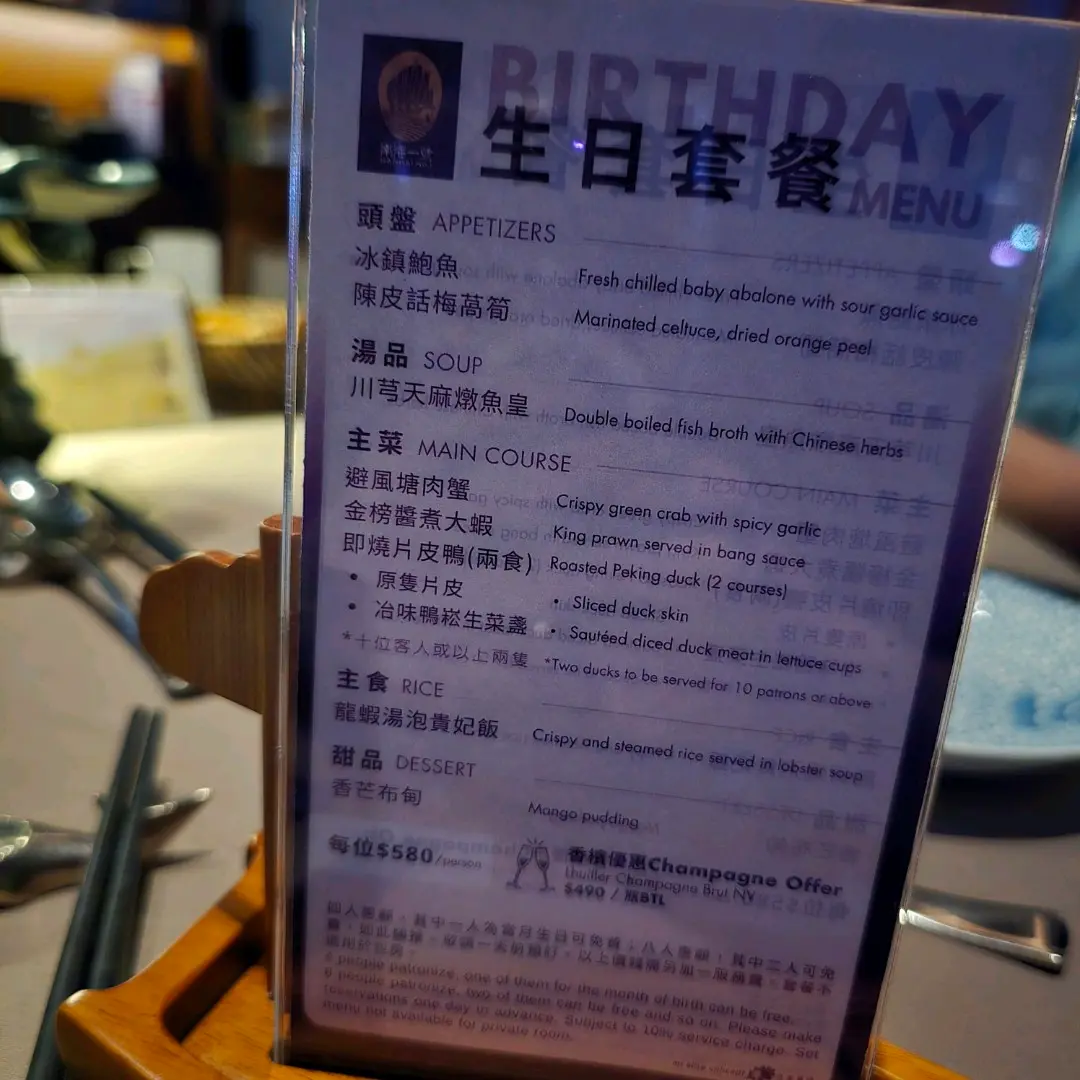 BIRTHDAY
生日套餐 MENU
頭盤 APPETIZERS
冰鎮鮑魚 Fresh chilled baby abalone with sour garlic sauce
陳皮話梅萵筍 Marinated celtuce, dried orange peel
湯品 SOUP
川芎天麻燉魚皇 Double boiled fish broth with Chinese herbs
主菜 MAIN COURSE
避風塘肉蟹 Crispy green crab with spicy garlic
金榜醬煮大蝦 King prawn served in bang sauce
即燒片皮鴨(兩食) Roasted Peking duck (2 courses)
• 原隻片皮 • Sliced duck skin
• 冶味鴨崧生菜盞 • Sautéed diced duck meat in lettuce cups
*十位客人或以上兩隻 *Two ducks to be served for 10 patrons or above
主食 RICE
龍蝦湯泡貴妃飯 Crispy and steamed rice served in lobster soup
甜品 DESSERT
香芒布甸 Mango pudding
每位$580/person
香檳優惠Champagne Offer
Lhuiller Champagne Brut NV
$490 / 瓶BTL
4 people patronize, one of them for the month of birth can be free.
people patronize, two of them can be free and so on. Please make
reservations one day in advance. Subject to 10% service charge. Set
menu not available for private room.